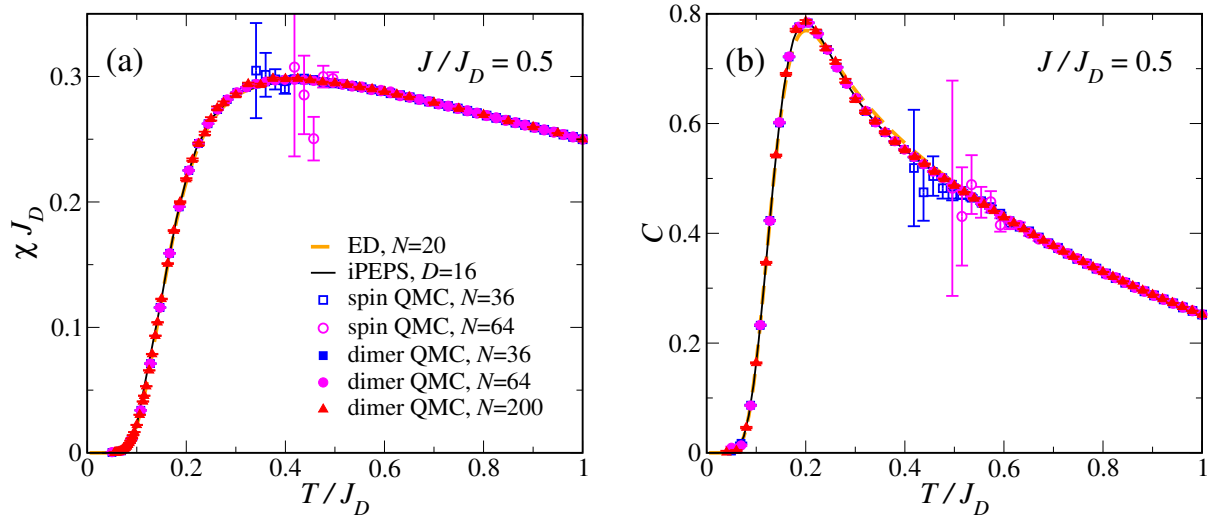 (a)
J/J_D = 0.5
χ J_D
0.3
0.2
0.1
0
ED, N=20
iPEPS, D=16
spin QMC, N=36
spin QMC, N=64
dimer QMC, N=36
dimer QMC, N=64
dimer QMC, N=200
0 0.2 0.4 0.6 0.8 1
T/J_D
(b)
J/J_D = 0.5
C
0.8
0.6
0.4
0.2
0
0 0.2 0.4 0.6 0.8 1
T/J_D